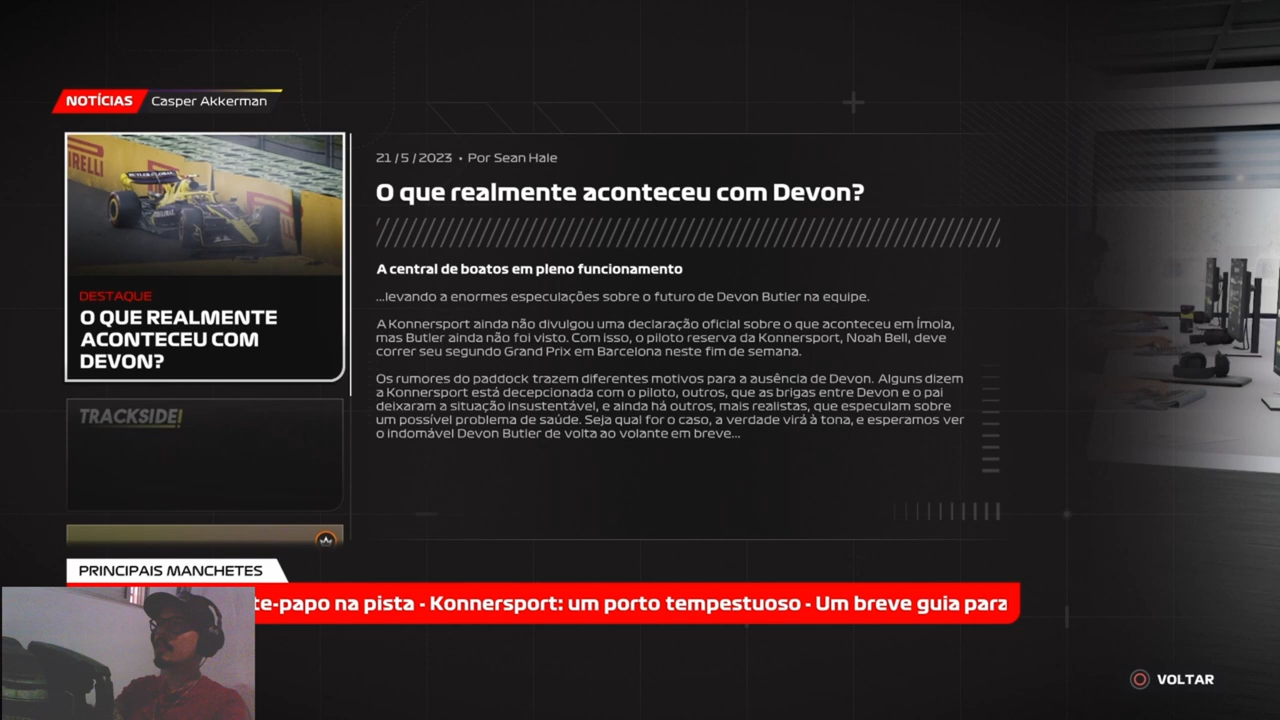 NOTÍCIAS Casper Akkerman
PIRELLI
DESTAQUE
O QUE REALMENTE
ACONTECEU COM
DEVON?
TRACKSIDE!
21/5/2023 • Por Sean Hale
O que realmente aconteceu com Devon?
A central de boatos em pleno funcionamento
...levando a enormes especulações sobre o futuro de Devon Butler na equipe.
A Konnersport ainda não divulgou uma declaração oficial sobre o que aconteceu em Ímola,
mas Butler ainda não foi visto. Com isso, o piloto reserva da Konnersport, Noah Bell, deve
correr seu segundo Grand Prix em Barcelona neste fim de semana.
Os rumores do paddock trazem diferentes motivos para a ausência de Devon. Alguns dizem
a Konnersport está decepcionada com o piloto, outros, que as brigas entre Devon e o pai
deixaram a situação insustentável, e ainda há outros, mais realistas, que especulam sobre
um possível problema de saúde. Seja qual for o caso, a verdade virá à tona, e esperamos ver
o indomável Devon Butler de volta ao volante em breve...
PRINCIPAIS MANCHETES
te-papo na pista - Konnersport: um porto tempestuoso - Um breve guia para
VOLTAR